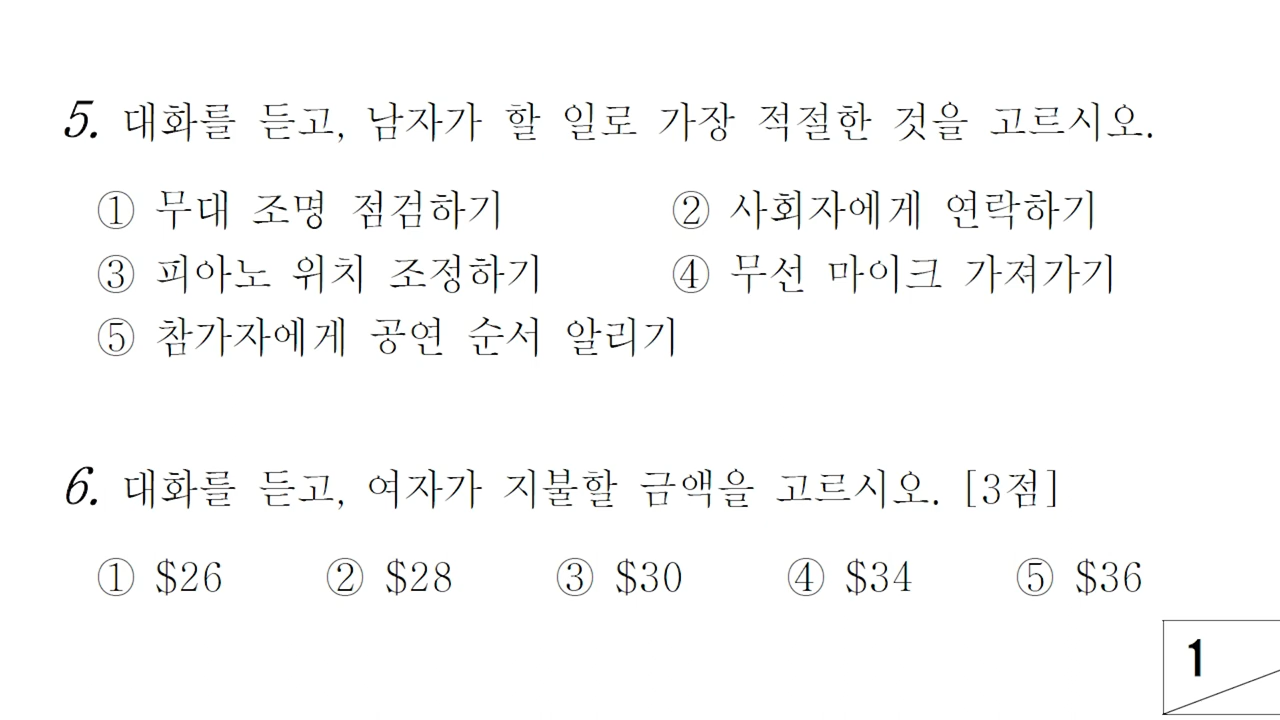 5. 대화를 듣고, 남자가 할 일로 가장 적절한 것을 고르시오.
① 무대 조명 점검하기 ② 사회자에게 연락하기
③ 피아노 위치 조정하기 ④ 무선 마이크 가져가기
⑤ 참가자에게 공연 순서 알리기
6. 대화를 듣고, 여자가 지불할 금액을 고르시오. [3점]
① $26 ② $28 ③ $30 ④ $34 ⑤ $36
1